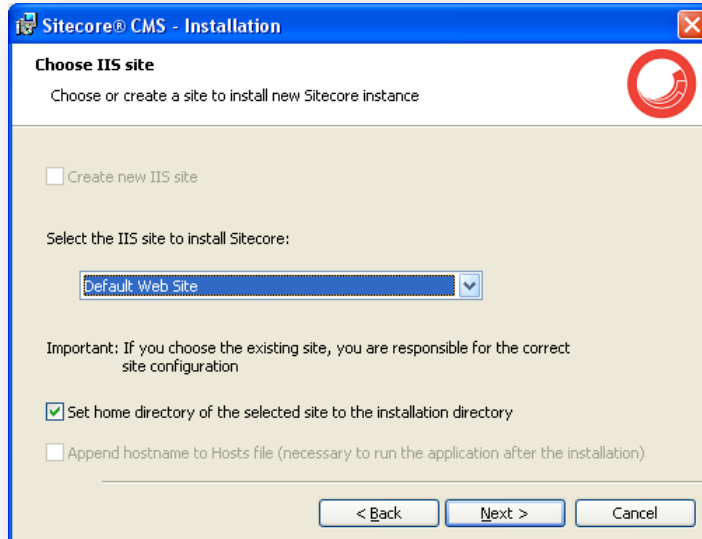 Sitecore® CMS - Installation
Choose IIS site
Choose or create a site to install new Sitecore instance
Create new IIS site
Select the IIS site to install Sitecore:
Default Web Site
Important: If you choose the existing site, you are responsible for the correct
site configuration
Set home directory of the selected site to the installation directory
Append hostname to Hosts file (necessary to run the application after the installation)
< Back Next > Cancel